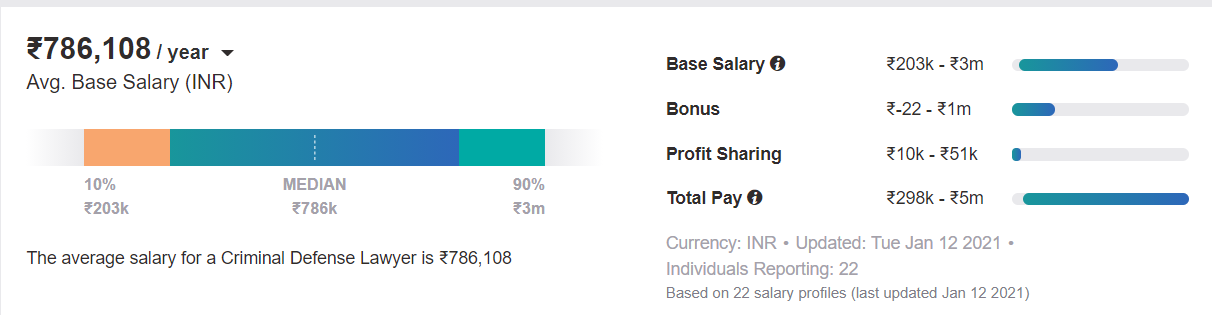 ₹786,108 / year
Avg. Base Salary (INR)
10% MEDIAN 90%
₹203k ₹786k ₹3m
The average salary for a Criminal Defense Lawyer is ₹786,108
Base Salary ₹203k - ₹3m
Bonus ₹-22 - ₹1m
Profit Sharing ₹10k - ₹51k
Total Pay ₹298k - ₹5m
Currency: INR • Updated: Tue Jan 12 2021 •
Individuals Reporting: 22
Based on 22 salary profiles (last updated Jan 12 2021)